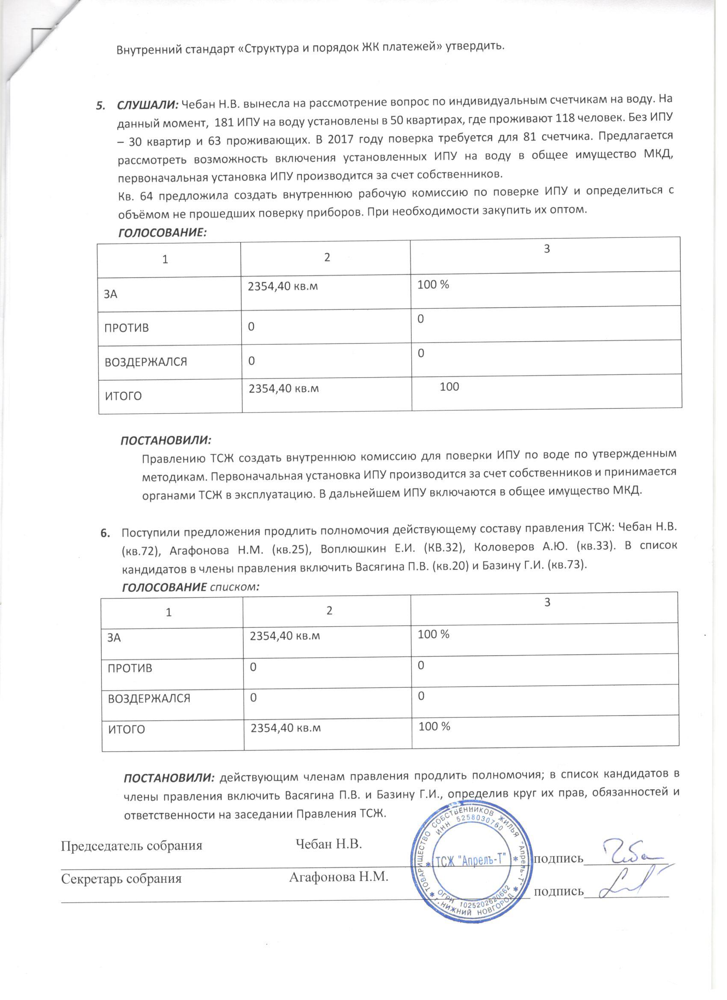 Внутренний стандарт «Структура и порядок ЖК платежей» утвердить.
5. СЛУШАЛИ: Чебан Н.В. вынесла на рассмотрение вопрос по индивидуальным счетчикам на воду. На
данный момент, 181 ИПУ на воду установлены в 50 квартирах, где проживают 118 человек. Без ИПУ
– 30 квартир и 63 проживающих. В 2017 году поверка требуется для 81 счетчика. Предлагается
рассмотреть возможность включения установленных ИПУ на воду в общее имущество МКД,
первоначальная установка ИПУ производится за счет собственников.
Кв. 64 предложила создать внутреннюю рабочую комиссию по поверке ИПУ и определиться с
объёмом не прошедших поверку приборов. При необходимости закупить их оптом.
ГОЛОСОВАНИЕ:
1 2 3
ЗА 2354,40 кв.м 100 %
ПРОТИВ 0 0
ВОЗДЕРЖАЛСЯ 0 0
ИТОГО 2354,40 кв.м 100
ПОСТАНОВИЛИ:
Правлению ТСЖ создать внутреннюю комиссию для поверки ИПУ по воде по утвержденным
методикам. Первоначальная установка ИПУ производится за счет собственников и принимается
органами ТСЖ в эксплуатацию. В дальнейшем ИПУ включаются в общее имущество МКД.
6. Поступили предложения продлить полномочия действующему составу правления ТСЖ: Чебан Н.В.
(кв.72), Агафонова Н.М. (кв.25), Воплюшкин Е.И. (КВ.32), Коловеров А.Ю. (кв.33). В список
кандидатов в члены правления включить Васягина П.В. (кв.20) и Базину Г.И. (кв.73).
ГОЛОСОВАНИЕ списком:
1 2 3
ЗА 2354,40 кв.м 100 %
ПРОТИВ 0 0
ВОЗДЕРЖАЛСЯ 0 0
ИТОГО 2354,40 кв.м 100 %
ПОСТАНОВИЛИ: действующим членам правления продлить полномочия; в список кандидатов в
члены правления включить Васягина П.В. и Базину Г.И., определив круг их прав, обязанностей и
ответственности на заседании Правления ТСЖ.
Председатель собрания Чебан Н.В. подпись
Секретарь собрания Агафонова Н.М. подпись
ТОВАРИЩЕСТВО СОБСТВЕННИКОВ ЖИЛЬЯ "Апрель-Т"
ИНН 5258030760
ТСЖ "Апрель-Т"
ОГРН 1025202620662
г. НИЖНИЙ НОВГОРОД